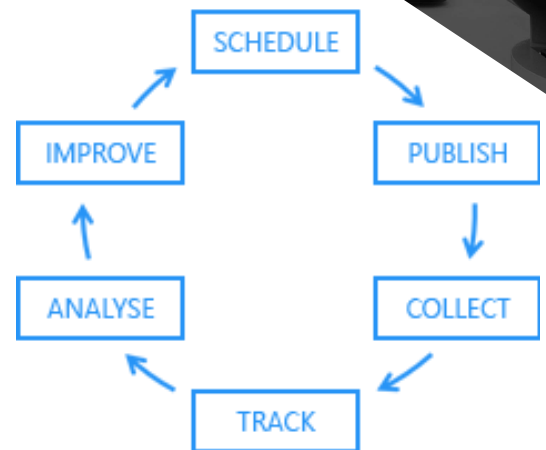 SCHEDULE
PUBLISH
COLLECT
TRACK
ANALYSE
IMPROVE